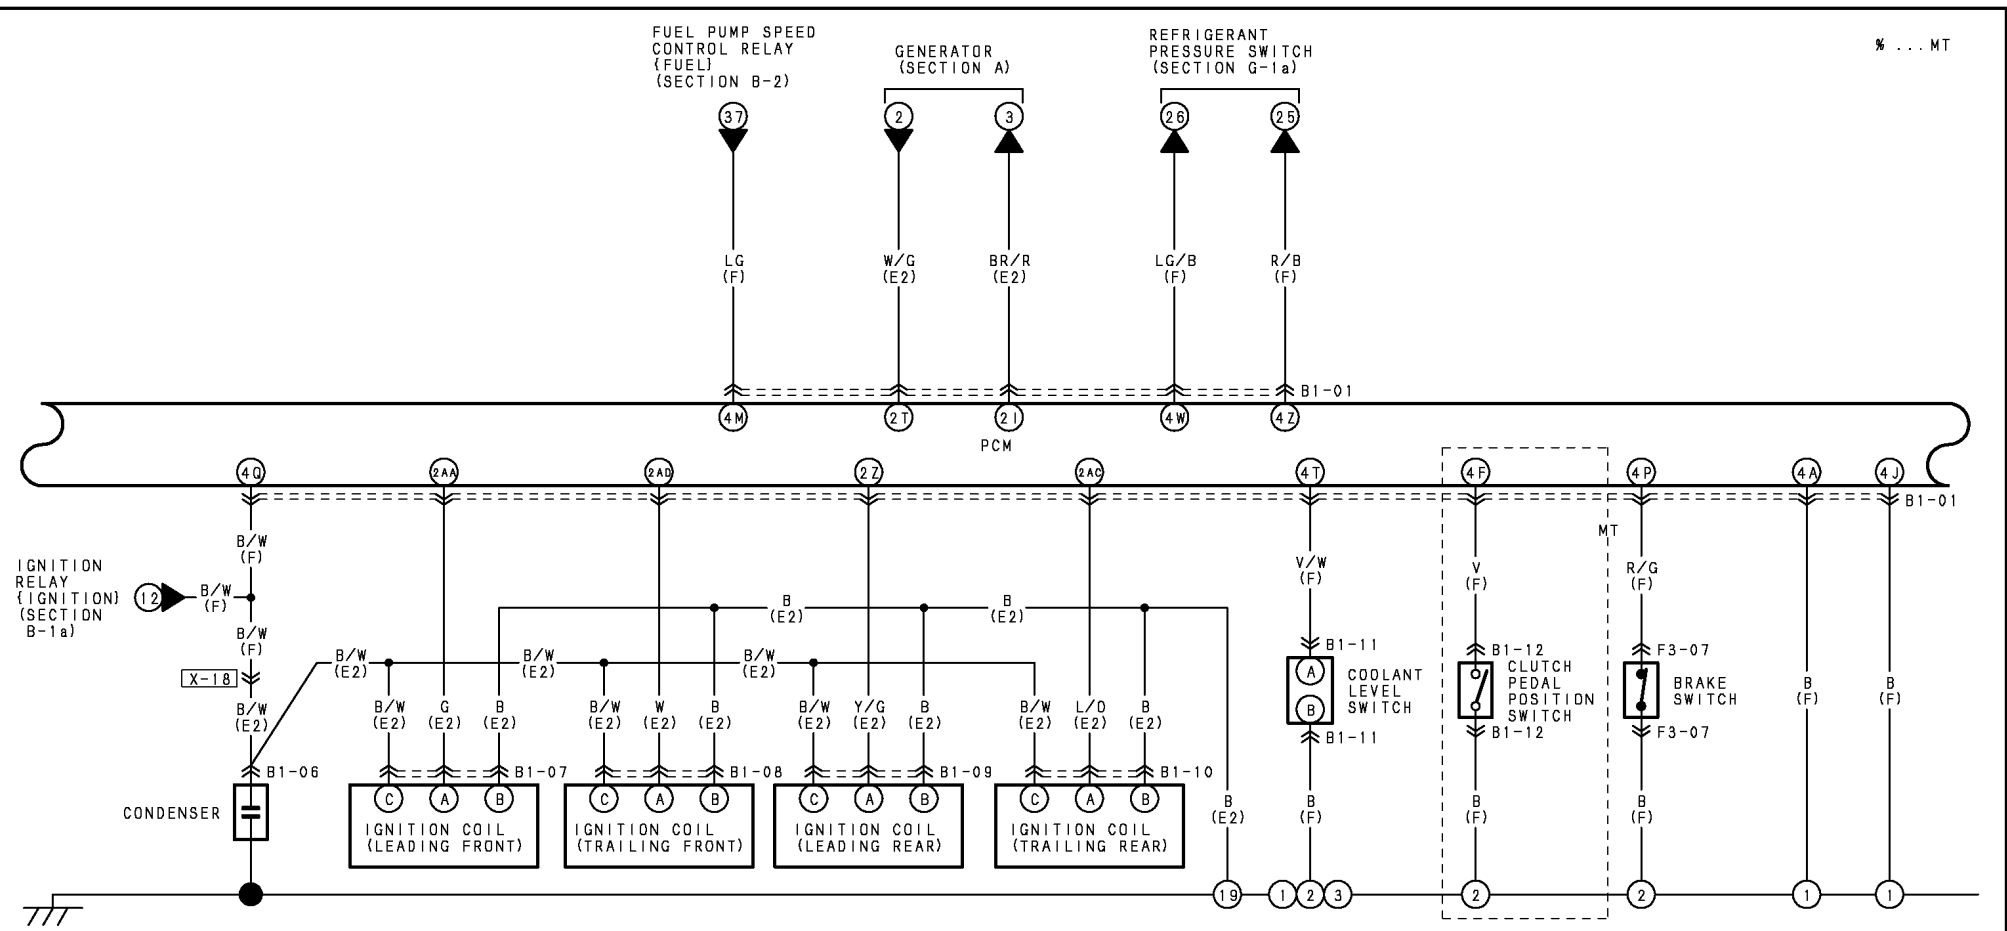 FUEL PUMP SPEED
CONTROL RELAY
(FUEL)
(SECTION B-2)
GENERATOR
(SECTION A)
REFRIGERANT
PRESSURE SWITCH
(SECTION G-1a)
% ... MT
37
2
3
26
25
LG
(F)
W/G
(E2)
BR/R
(E2)
LG/B
(F)
R/B
(F)
B1-01
4M
2T
2I
4W
4Z
PCM
4Q
2AA
2AD
2Z
2AC
4T
4F
4P
4A
4J
B1-01
MT
B/W
(F)
IGNITION
RELAY
(IGNITION)
(SECTION
B-1a)
12
B/W
(F)
B/W
(F)
X-18
B/W
(E2)
B1-06
CONDENSER
B
(E2)
B
(E2)
B/W
(E2)
B/W
(E2)
B/W
(E2)
B/W
(E2)
G
(E2)
B
(E2)
B/W
(E2)
W
(E2)
B
(E2)
B/W
(E2)
Y/G
(E2)
B
(E2)
B/W
(E2)
L/O
(E2)
B
(E2)
B1-07
B1-08
B1-09
B1-10
C
A
B
C
A
B
C
A
B
C
A
B
IGNITION COIL
(LEADING FRONT)
IGNITION COIL
(TRAILING FRONT)
IGNITION COIL
(LEADING REAR)
IGNITION COIL
(TRAILING REAR)
B
(E2)
V/W
(F)
B1-11
A
B
COOLANT
LEVEL
SWITCH
B1-11
B
(F)
V
(F)
B1-12
CLUTCH
PEDAL
POSITION
SWITCH
B1-12
B
(F)
R/G
(F)
F3-07
BRAKE
SWITCH
F3-07
B
(F)
B
(F)
B
(F)
19
1
2
3
2
2
1
1